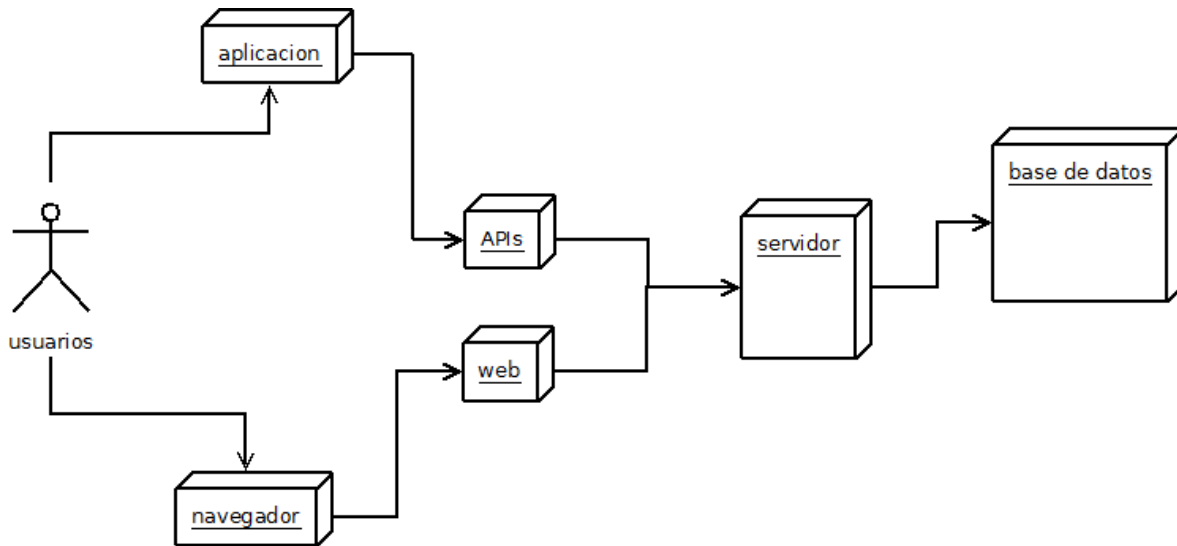 aplicacion
usuarios
APIs
web
navegador
servidor
base de datos